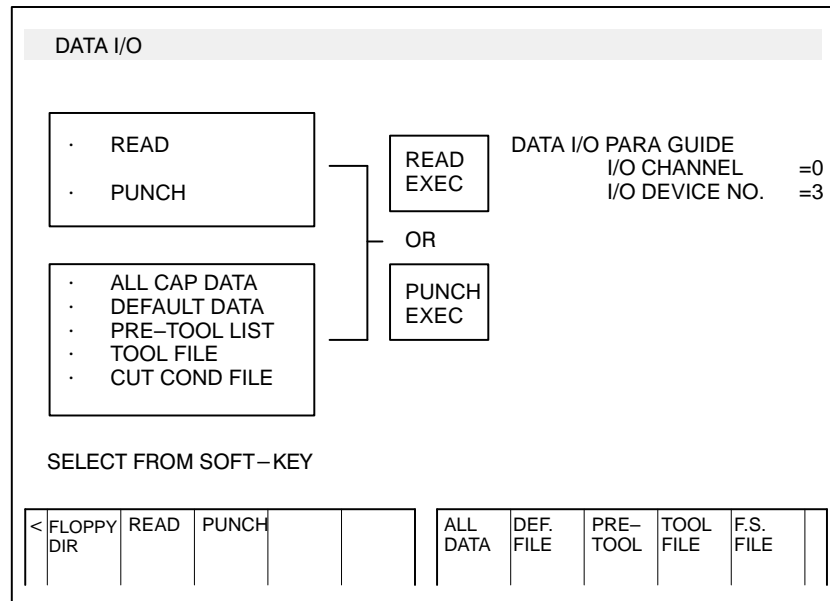 DATA I/O
· READ
· PUNCH
READ
EXEC
DATA I/O PARA GUIDE
I/O CHANNEL =0
I/O DEVICE NO. =3
OR
· ALL CAP DATA
· DEFAULT DATA
· PRE–TOOL LIST
· TOOL FILE
· CUT COND FILE
PUNCH
EXEC
SELECT FROM SOFT–KEY
< FLOPPY DIR
READ
PUNCH
ALL DATA
DEF. FILE
PRE– TOOL
TOOL FILE
F.S. FILE